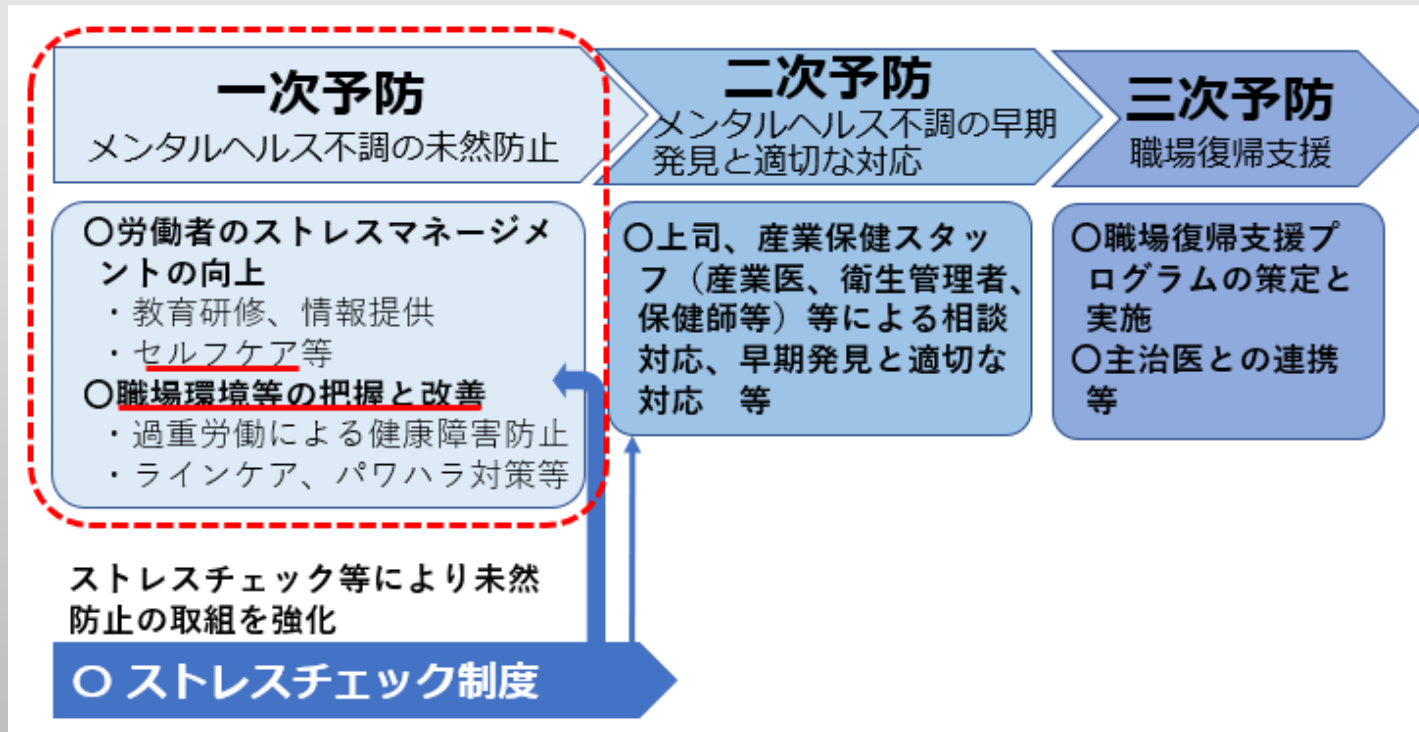 一次予防
メンタルヘルス不調の未然防止
〇労働者のストレスマネージメ
ントの向上
・教育研修、情報提供
・セルフケア等
〇職場環境等の把握と改善
・過重労働による健康障害防止
・ラインケア、パワハラ対策等
二次予防
メンタルヘルス不調の早期
発見と適切な対応
〇上司、産業保健スタッ
フ（産業医、衛生管理者、
保健師等）等による相談
対応、早期発見と適切な
対応　等
三次予防
職場復帰支援
〇職場復帰支援プ
ログラムの策定と
実施
〇主治医との連携
等
ストレスチェック等により未然
防止の取組を強化
〇 ストレスチェック制度